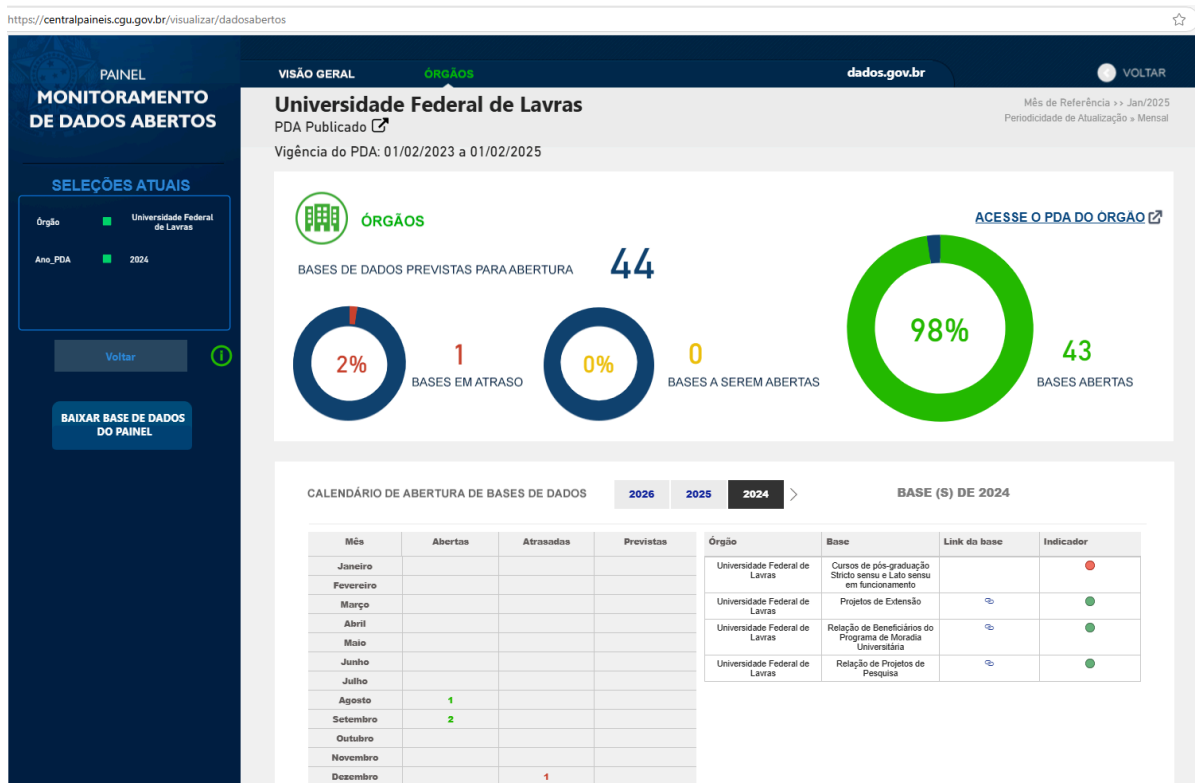 https://centralpaineis.cgu.gov.br/visualizar/dadosabertos
PAINEL
MONITORAMENTO
DE DADOS ABERTOS
SELEÇÕES ATUAIS
Órgão Universidade Federal
de Lavras
Ano_PDA 2024
Voltar
BAIXAR BASE DE DADOS
DO PAINEL
VISÃO GERAL ÓRGÃOS dados.gov.br VOLTAR
Universidade Federal de Lavras
PDA Publicado
Vigência do PDA: 01/02/2023 a 01/02/2025
Mês de Referência >> Jan/2025
Periodicidade de Atualização » Mensal
ÓRGÃOS
ACESSE O PDA DO ÓRGÃO
BASES DE DADOS PREVISTAS PARA ABERTURA 44
2%
1
BASES EM ATRASO
0%
0
BASES A SEREM ABERTAS
98%
43
BASES ABERTAS
CALENDÁRIO DE ABERTURA DE BASES DE DADOS 2026 2025 2024
BASE (S) DE 2024
Mês Abertas Atrasadas Previstas
Janeiro
Fevereiro
Março
Abril
Maio
Junho
Julho
Agosto 1
Setembro 2
Outubro
Novembro
Dezembro 1
Órgão Base Link da base Indicador
Universidade Federal de
Lavras
Cursos de pós-graduação
Stricto sensu e Lato sensu
em funcionamento
Universidade Federal de
Lavras
Projetos de Extensão
Universidade Federal de
Lavras
Relação de Beneficiários do
Programa de Moradia
Universitária
Universidade Federal de
Lavras
Relação de Projetos de
Pesquisa